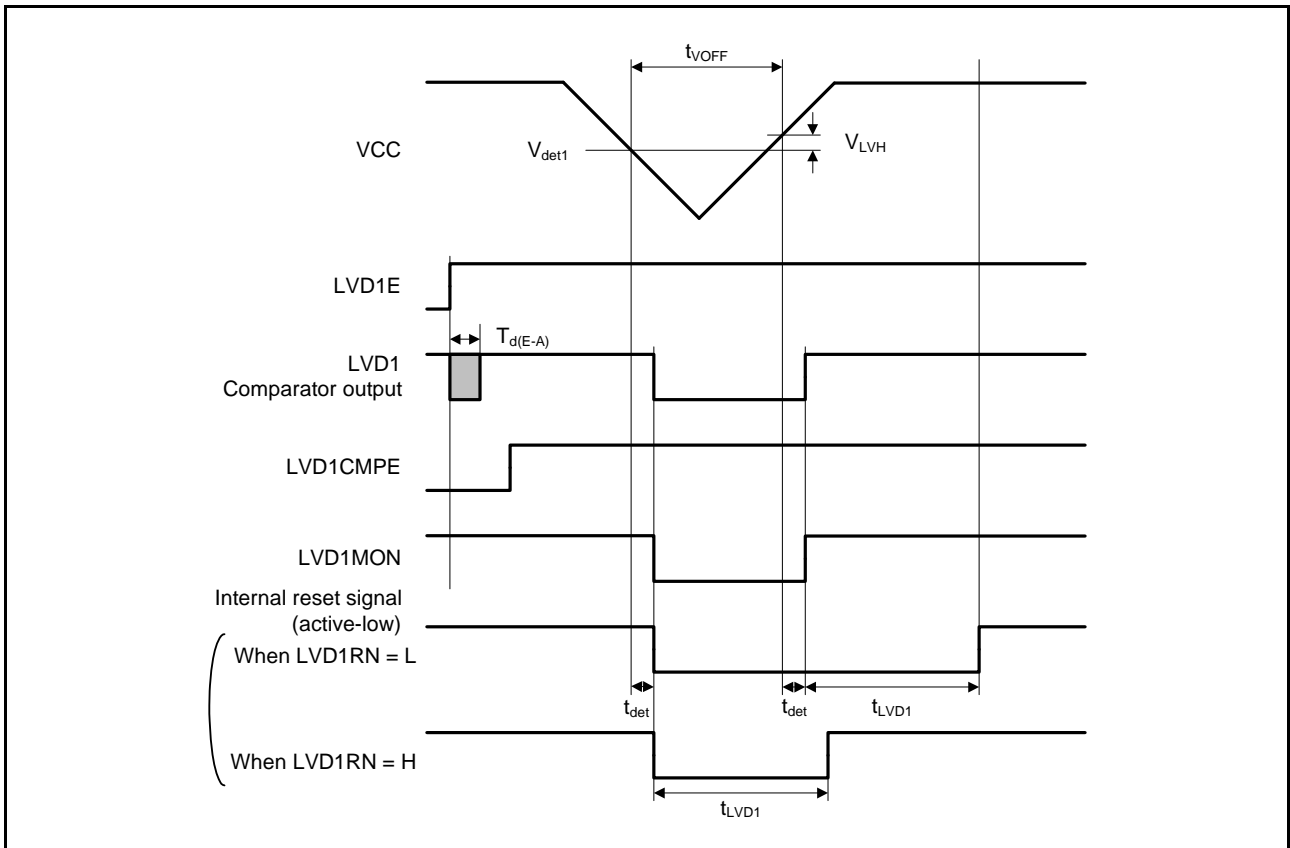 tVOFF
VCC
Vdet1
VLVH
LVD1E
Td(E-A)
LVD1
Comparator output
LVD1CMPE
LVD1MON
Internal reset signal
(active-low)
When LVD1RN = L
tdet
tdet
tLVD1
When LVD1RN = H
tLVD1